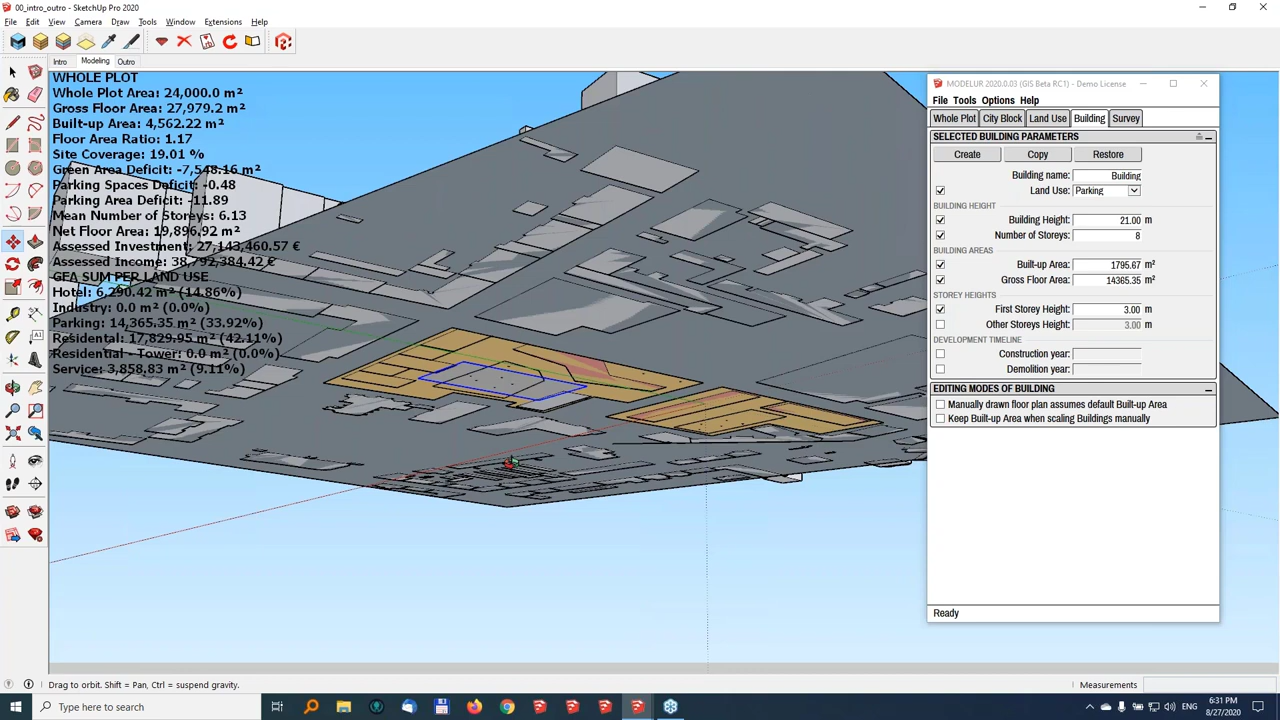 00_intro_outro - SketchUp Pro 2020
File Edit View Camera Draw Tools Window Extensions Help
Intro Modeling Outro
WHOLE PLOT
Whole Plot Area: 24,000.0 m²
Gross Floor Area: 27,979.2 m²
Built-up Area: 4,562.22 m²
Floor Area Ratio: 1.17
Site Coverage: 19.01 %
Green Area Deficit: -7,548.16 m²
Parking Spaces Deficit: -0.48
Parking Area Deficit: -11.89
Mean Number of Storeys: 6.13
Net Floor Area: 19,896.92 m²
Assessed Investment: 27,143,460.57 €
Assessed Income: 38,792,384.42 €
GFA SUM PER LAND USE
Hotel: 6,290.42 m² (14.86%)
Industry: 0.0 m² (0.0%)
Parking: 14,365.35 m² (33.92%)
Residental: 17,829.95 m² (42.11%)
Residential - Tower: 0.0 m² (0.0%)
Service: 3,858.83 m² (9.11%)
MODELUR 2020.0.03 (GIS Beta RC1) - Demo License
File Tools Options Help
Whole Plot City Block Land Use Building Survey
SELECTED BUILDING PARAMETERS
Create Copy Restore
Building name: Building
Land Use: Parking
BUILDING HEIGHT
Building Height: 21.00 m
Number of Storeys: 8
BUILDING AREAS
Built-up Area: 1795.67 m²
Gross Floor Area: 14365.35 m²
STOREY HEIGHTS
First Storey Height: 3.00 m
Other Storeys Height: 3.00 m
DEVELOPMENT TIMELINE
Construction year:
Demolition year:
EDITING MODES OF BUILDING
Manually drawn floor plan assumes default Built-up Area
Keep Built-up Area when scaling Buildings manually
Ready
Drag to orbit. Shift = Pan, Ctrl = suspend gravity.
Measurements
Type here to search
6:31 PM
8/27/2020